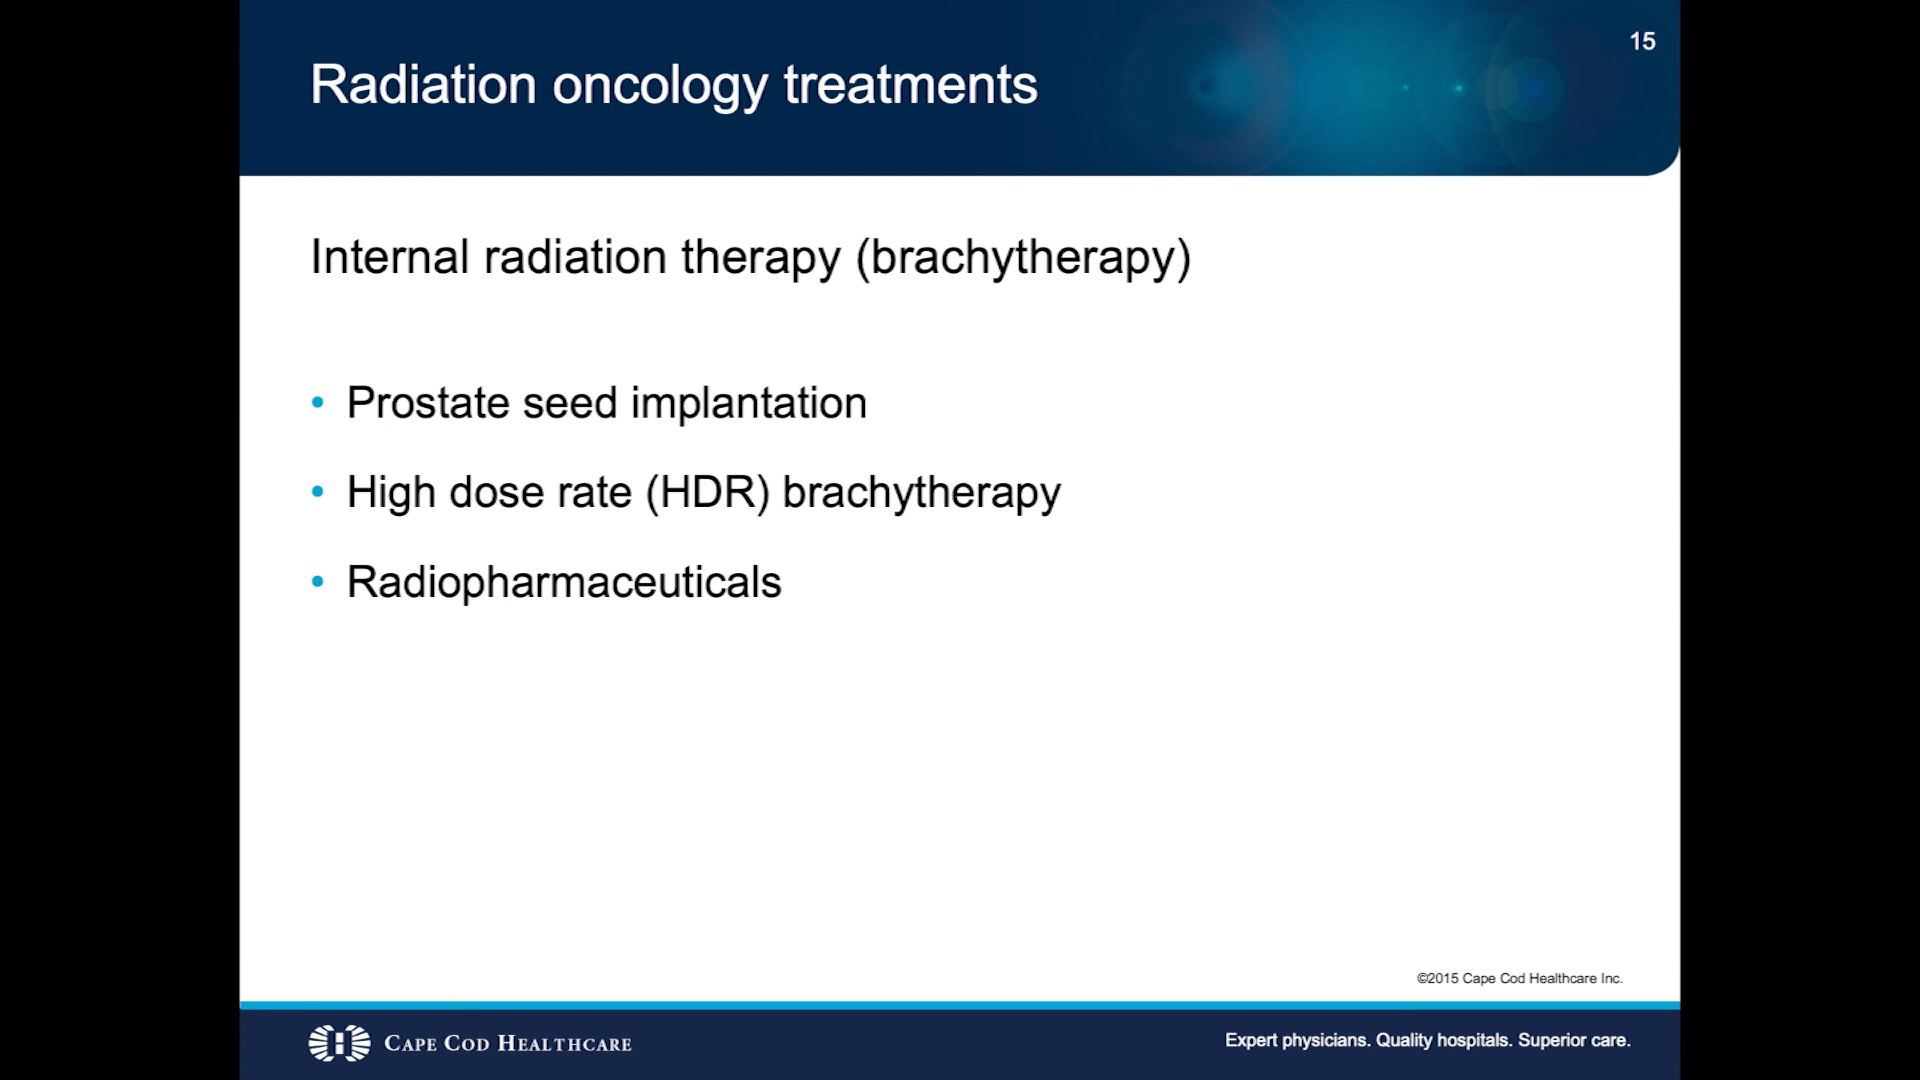 15
Radiation oncology treatments
Internal radiation therapy (brachytherapy)
• Prostate seed implantation
• High dose rate (HDR) brachytherapy
• Radiopharmaceuticals
©2015 Cape Cod Healthcare Inc.
CAPE COD HEALTHCARE
Expert physicians. Quality hospitals. Superior care.